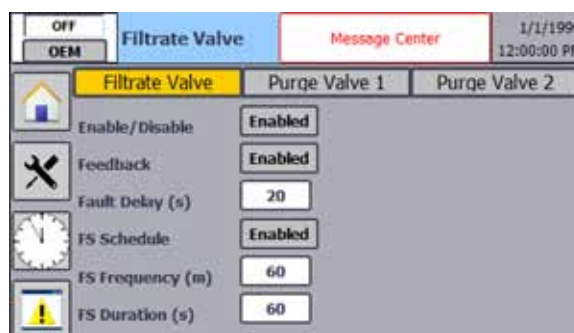 OFF
OEM
Filtrate Valve
Message Center
1/1/199
12:00:00 P
Filtrate Valve
Purge Valve 1
Purge Valve 2
Enable/Disable Enabled
Feedback Enabled
Fault Delay (s) 20
FS Schedule Enabled
FS Frequency (m) 60
FS Duration (s) 60